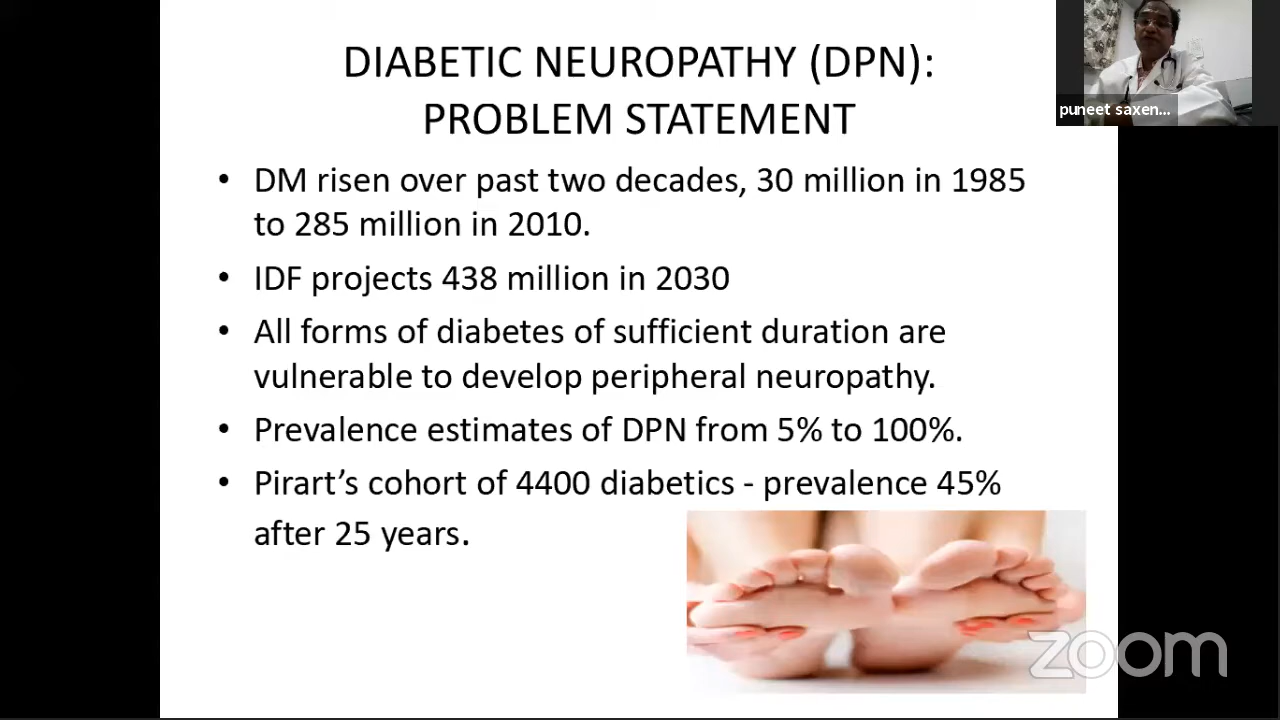 DIABETIC NEUROPATHY (DPN):
PROBLEM STATEMENT
puneet saxen...
• DM risen over past two decades, 30 million in 1985
to 285 million in 2010.
• IDF projects 438 million in 2030
• All forms of diabetes of sufficient duration are
vulnerable to develop peripheral neuropathy.
• Prevalence estimates of DPN from 5% to 100%.
• Pirart’s cohort of 4400 diabetics - prevalence 45%
after 25 years.
zoom